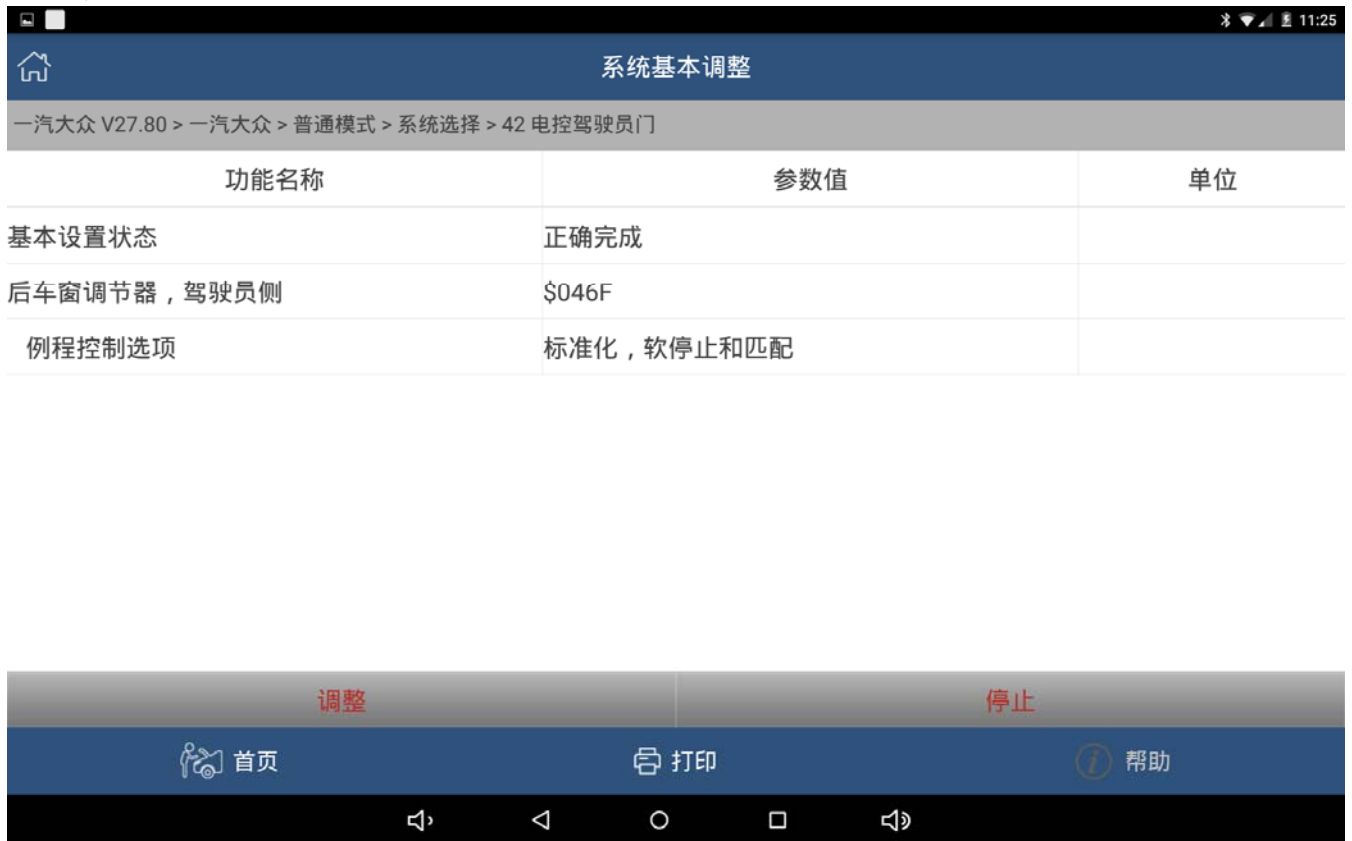 11:25
系统基本调整
一汽大众 V27.80 > 一汽大众 > 普通模式 > 系统选择 > 42 电控驾驶员门
功能名称 参数值 单位
基本设置状态 正确完成
后车窗调节器，驾驶员侧 $046F
例程控制选项 标准化，软停止和匹配
调整 停止
首页 打印 帮助